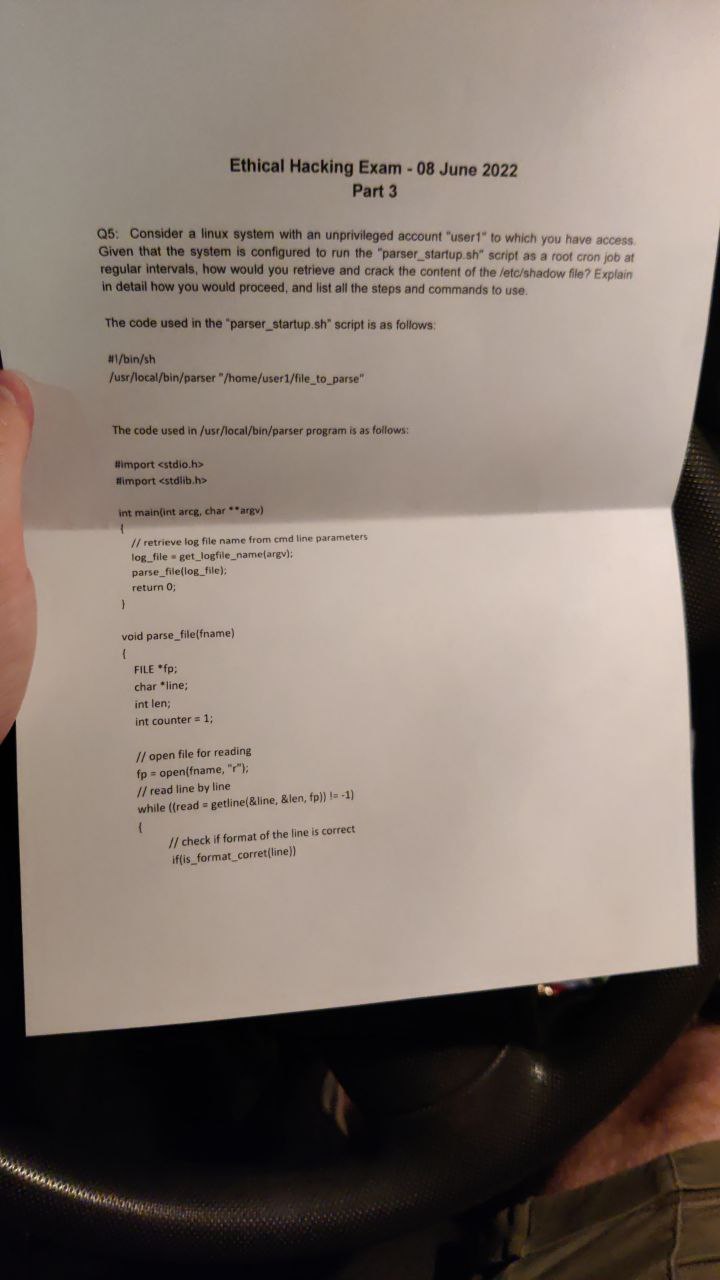 Ethical Hacking Exam - 08 June 2022
Part 3
Q5: Consider a linux system with an unprivileged account "user1" to which you have access.
Given that the system is configured to run the "parser_startup.sh" script as a root cron job at
regular intervals, how would you retrieve and crack the content of the /etc/shadow file? Explain
in detail how you would proceed, and list all the steps and commands to use.
The code used in the "parser_startup.sh" script is as follows:
#!/bin/sh
/usr/local/bin/parser "/home/user1/file_to_parse"
The code used in /usr/local/bin/parser program is as follows:
#import <stdio.h>
#import <stdlib.h>
int main(int arcg, char **argv)
{
// retrieve log file name from cmd line parameters
log_file = get_logfile_name(argv);
parse_file(log_file);
return 0;
}
void parse_file(fname)
{
FILE *fp;
char *line;
int len;
int counter = 1;
// open file for reading
fp = open(fname, "r");
// read line by line
while ((read = getline(&line, &len, fp)) != -1)
{
// check if format of the line is correct
if(is_format_corret(line))